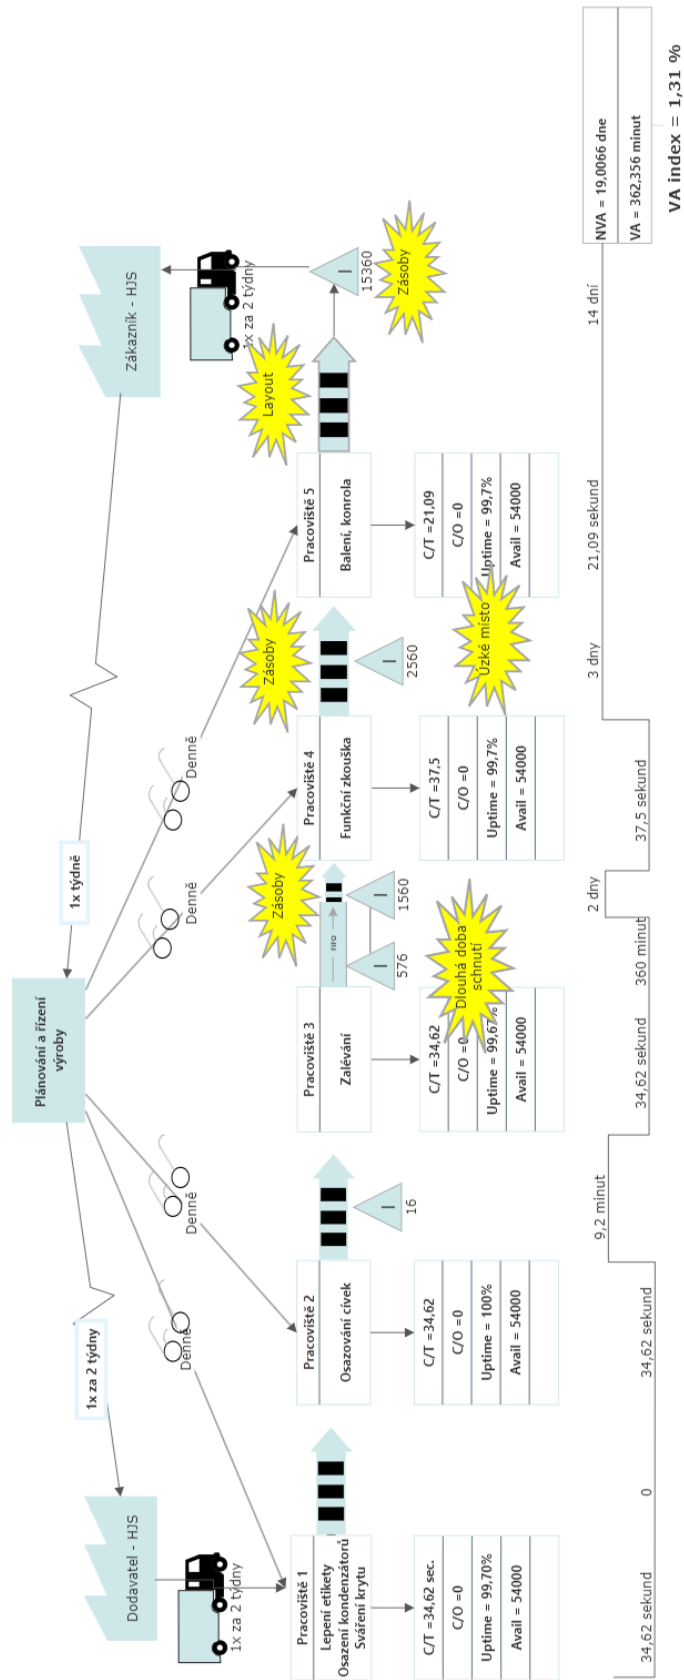 Plánování a řízení
výroby
Dodavatel - HJS
Zákazník - HJS
1x za 2 týdny
1x týdně
1x za 2 týdny
1x za 2 týdny
Denně
Denně
Denně
Denně
Pracoviště 1
Lepení etikety
Osazení kondenzátorů
Sváření krytu
C/T =34,62 sec.
C/O =0
Uptime = 99,70%
Avail = 54000
Pracoviště 2
Osazování cívek
C/T =34,62
C/O =0
Uptime = 100%
Avail = 54000
I
16
Pracoviště 3
Zalévání
C/T =34,62
C/O =0
Uptime = 99,67%
Avail = 54000
Dlouhá doba
schnutí
FIFO
I
576
I
1560
Zásoby
Pracoviště 4
Funkční zkouška
C/T =37,5
C/O =0
Uptime = 99,7%
Avail = 54000
Úzké místo
Zásoby
I
2560
Pracoviště 5
Balení, konrola
C/T =21,09
C/O =0
Uptime = 99,7%
Avail = 54000
Layout
I
15360
Zásoby
34,62 sekund
0
34,62 sekund
9,2 minut
34,62 sekund
360 minut
2 dny
37,5 sekund
3 dny
21,09 sekund
14 dní
NVA = 19,0066 dne
VA = 362,356 minut
VA index = 1,31 %